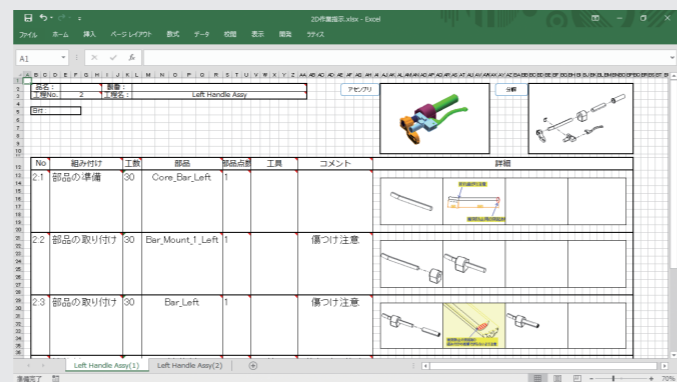 2D作業指示.xlsx - Excel
ファイル ホーム 挿入 ページ レイアウト 数式 データ 校閲 表示 開発 ラティス
A1 fx
品名： 製番：
工程No. 2 工程名： Left Handle Assy
アセンブリ 分解
日付：
No 組み付け 工数 部品 部品点数 工具 コメント 詳細
2.1 部品の準備 30 Core_Bar_Left 1
2.2 部品の取り付け 30 Bar_Mount_1_Left 1 傷つけ注意
2.3 部品の取り付け 30 Bar_Left 1 傷つけ注意
Left Handle Assy(1) Left Handle Assy(2)
準備完了 70%